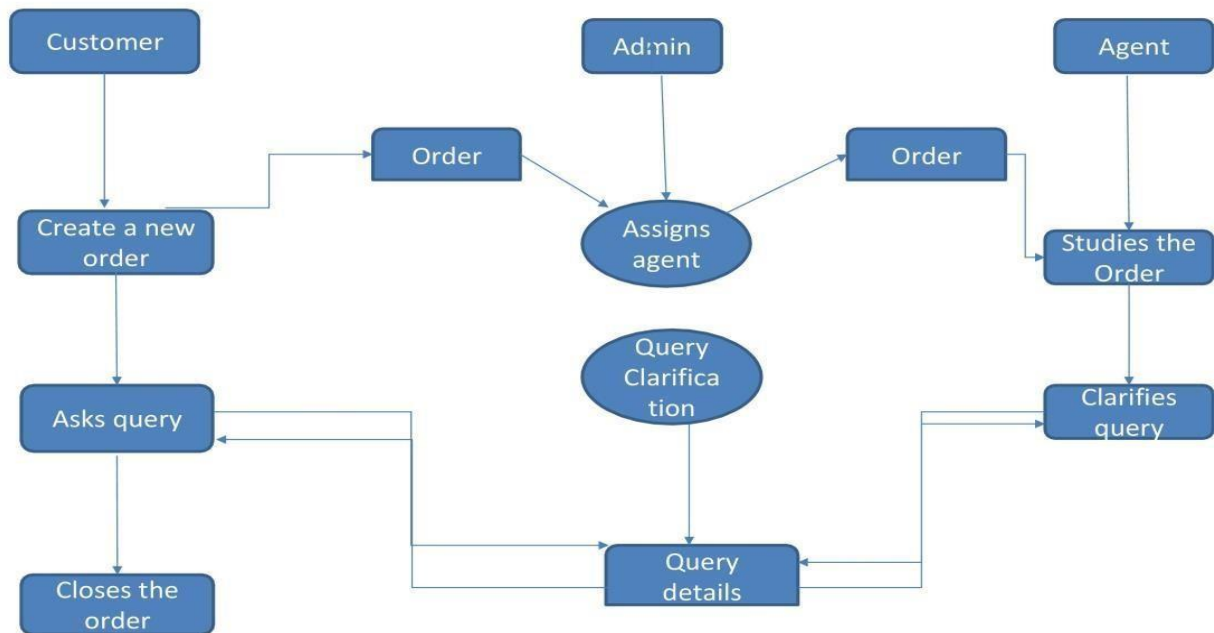 Customer
Admin
Agent
Order
Order
Create a new
order
Assigns
agent
Studies the
Order
Query
Clarifica
tion
Asks query
Clarifies
query
Query
details
Closes the
order